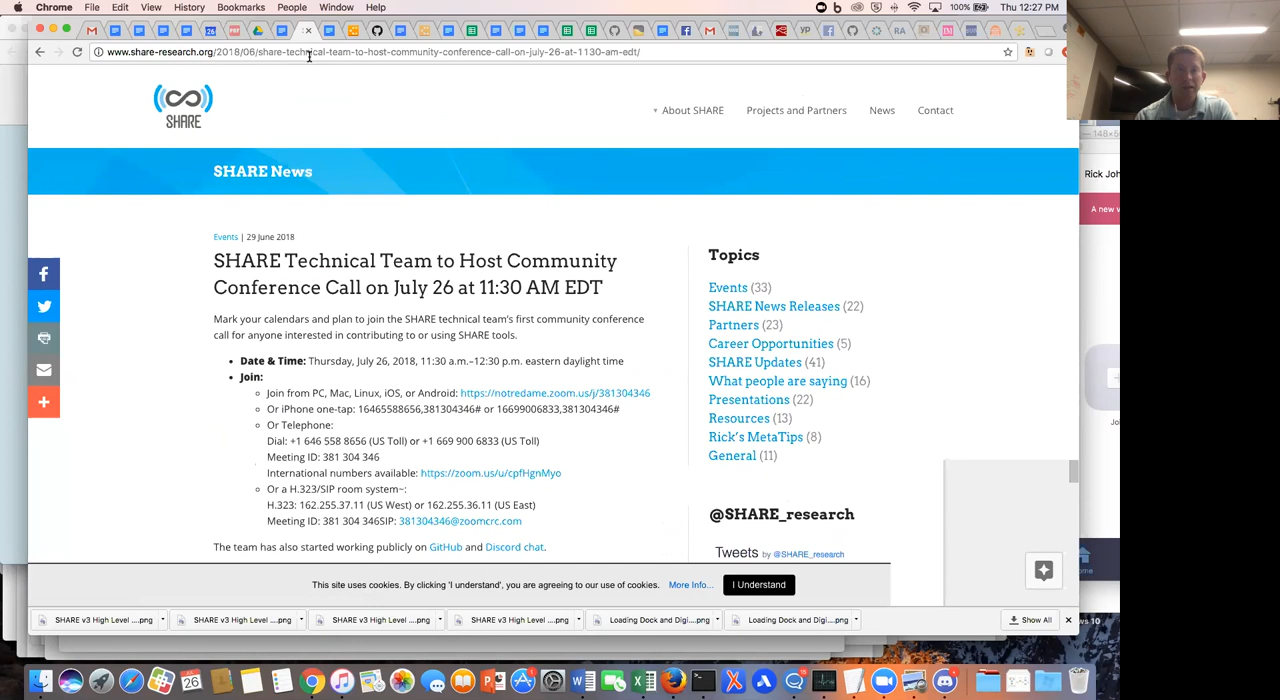 Chrome File Edit View History Bookmarks People Window Help 100% Thu 12:27 PM
www.share-research.org/2018/06/share-technical-team-to-host-community-conference-call-on-july-26-at-1130-am-edt/
SHARE
About SHARE Projects and Partners News Contact
SHARE News
Events | 29 June 2018
SHARE Technical Team to Host Community
Conference Call on July 26 at 11:30 AM EDT
Mark your calendars and plan to join the SHARE technical team's first community conference
call for anyone interested in contributing to or using SHARE tools.
• Date & Time: Thursday, July 26, 2018, 11:30 a.m.–12:30 p.m. eastern daylight time
• Join:
Join from PC, Mac, Linux, iOS, or Android: https://notredame.zoom.us/j/381304346
Or iPhone one-tap: 16465588656,381304346# or 16699006833,381304346#
Or Telephone:
Dial: +1 646 558 8656 (US Toll) or +1 669 900 6833 (US Toll)
Meeting ID: 381 304 346
International numbers available: https://zoom.us/u/cpfHgnMyo
Or a H.323/SIP room system~:
H.323: 162.255.37.11 (US West) or 162.255.36.11 (US East)
Meeting ID: 381 304 346SIP: 381304346@zoomcrc.com
The team has also started working publicly on GitHub and Discord chat.
Topics
Events (33)
SHARE News Releases (22)
Partners (23)
Career Opportunities (5)
SHARE Updates (41)
What people are saying (16)
Presentations (22)
Resources (13)
Rick's MetaTips (8)
General (11)
@SHARE_research
Tweets by @SHARE_research
Rick Joh
A new v
This site uses cookies. By clicking 'I understand', you are agreeing to our use of cookies. More Info... I Understand
SHARE v3 High Level ....png SHARE v3 High Level ....png SHARE v3 High Level ....png SHARE v3 High Level ....png Loading Dock and Digi....png Loading Dock and Digi....png Show All